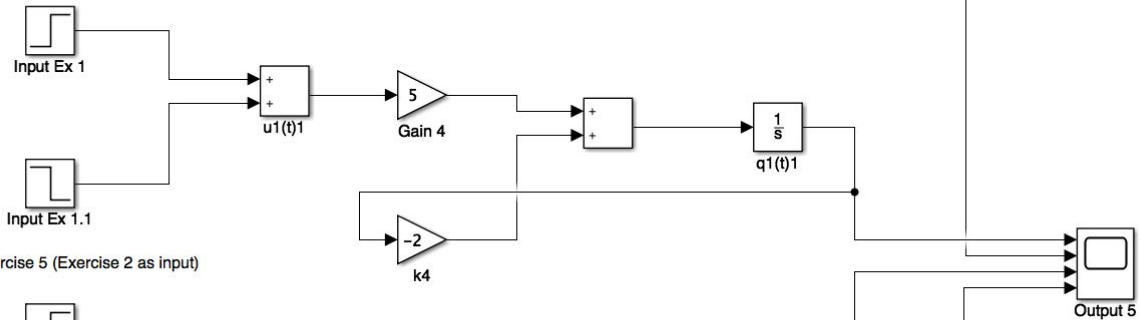 Input Ex 1
+
+
u1(t)1
5
Gain 4
+
+
1
s
q1(t)1
Input Ex 1.1
-2
k4
rcise 5 (Exercise 2 as input)
Output 5